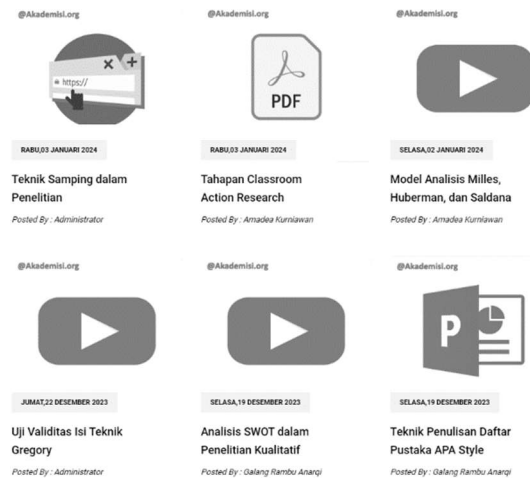 @Akademisi.org
https://
RABU,03 JANUARI 2024
Teknik Samping dalam
Penelitian
Posted By : Administrator
@Akademisi.org
PDF
RABU,03 JANUARI 2024
Tahapan Classroom
Action Research
Posted By : Amadea Kurniawan
@Akademisi.org
SELASA,02 JANUARI 2024
Model Analisis Milles,
Huberman, dan Saldana
Posted By : Amadea Kurniawan
@Akademisi.org
JUMAT,22 DESEMBER 2023
Uji Validitas Isi Teknik
Gregory
Posted By : Administrator
@Akademisi.org
SELASA,19 DESEMBER 2023
Analisis SWOT dalam
Penelitian Kualitatif
Posted By : Galang Rambu Anarqi
@Akademisi.org
P
SELASA,19 DESEMBER 2023
Teknik Penulisan Daftar
Pustaka APA Style
Posted By : Galang Rambu Anarqi